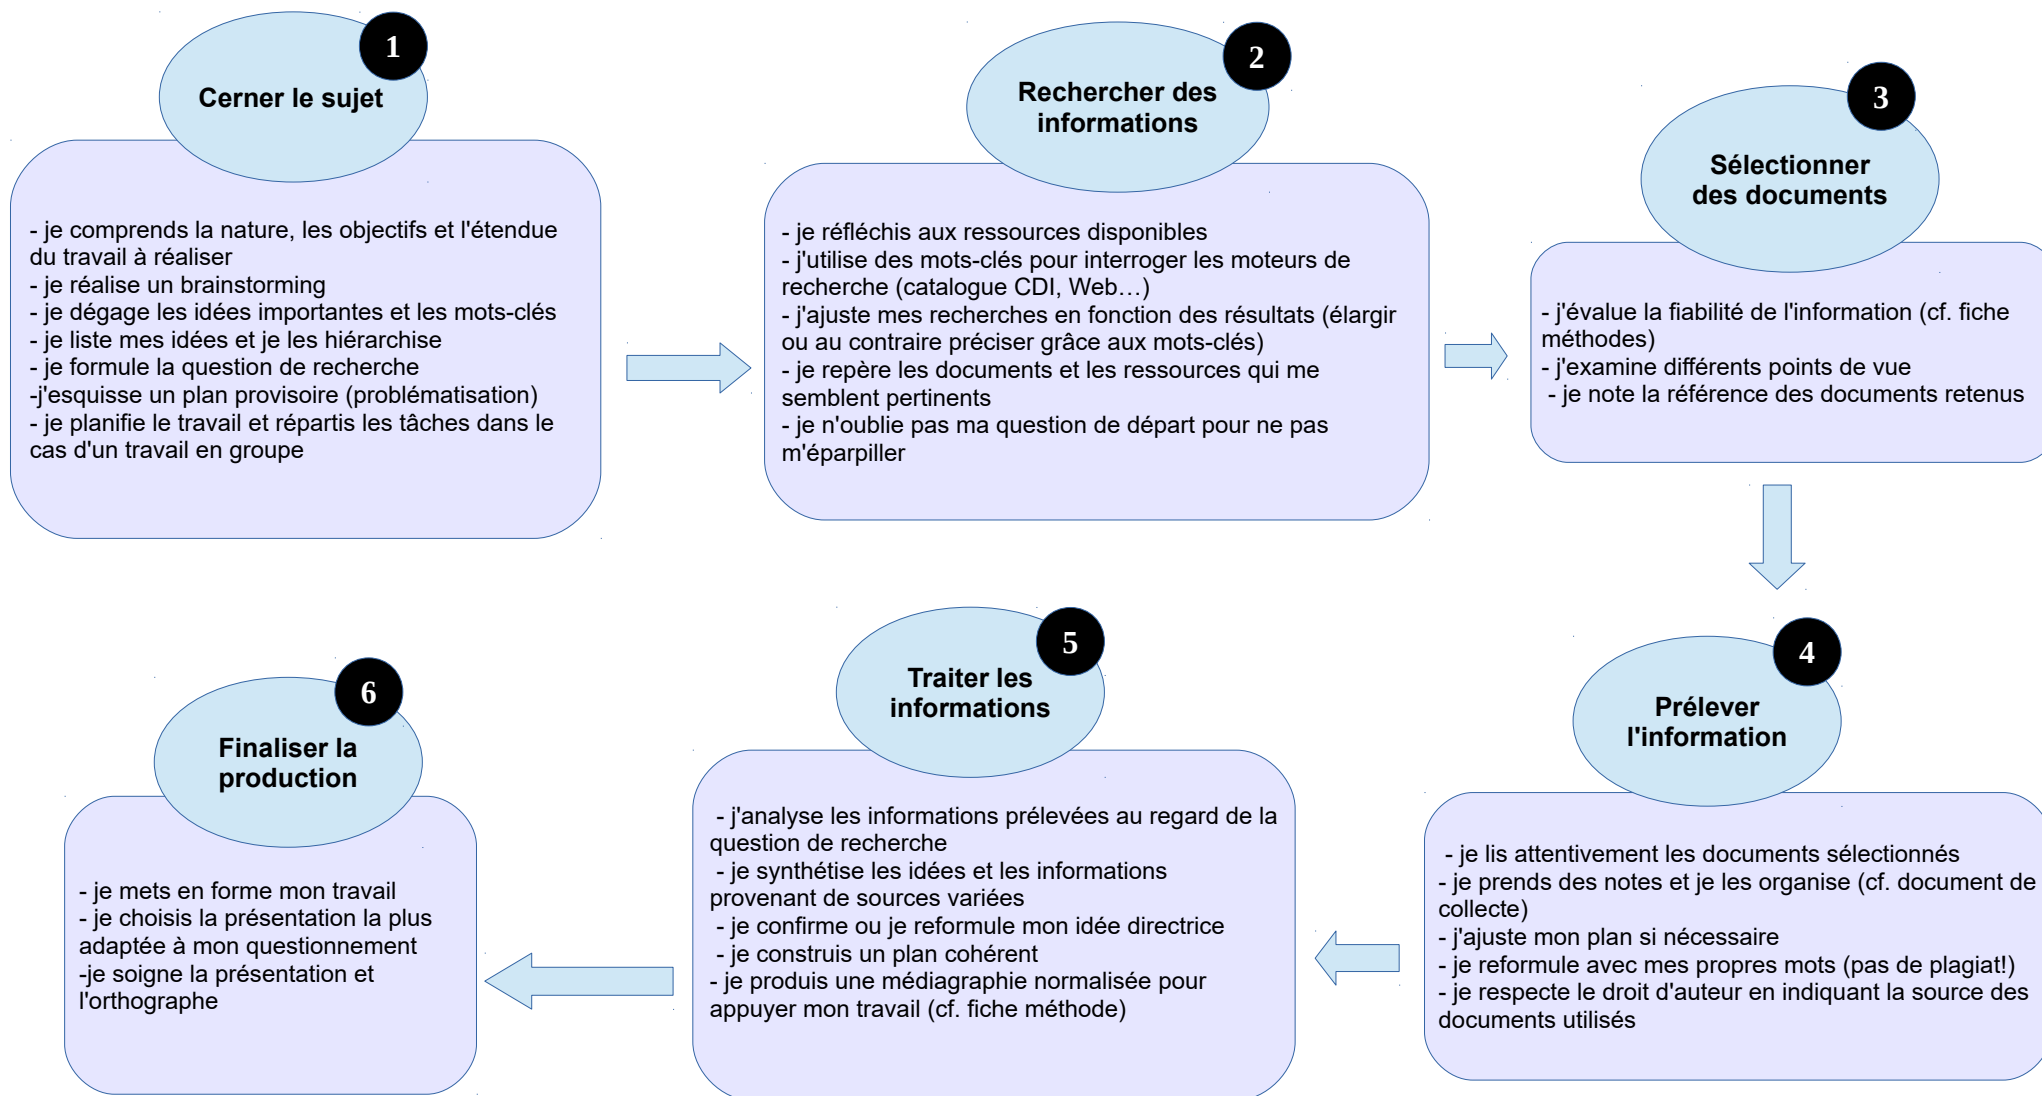 1
Cerner le sujet
- je comprends la nature, les objectifs et l'étendue
du travail à réaliser
- je réalise un brainstorming
- je dégage les idées importantes et les mots-clés
- je liste mes idées et je les hiérarchise
- je formule la question de recherche
-j'esquisse un plan provisoire (problématisation)
- je planifie le travail et répartis les tâches dans le
cas d'un travail en groupe
2
Rechercher des
informations
- je réfléchis aux ressources disponibles
- j'utilise des mots-clés pour interroger les moteurs de
recherche (catalogue CDI, Web…)
- j'ajuste mes recherches en fonction des résultats (élargir
ou au contraire préciser grâce aux mots-clés)
- je repère les documents et les ressources qui me
semblent pertinents
- je n'oublie pas ma question de départ pour ne pas
m'éparpiller
3
Sélectionner
des documents
- j'évalue la fiabilité de l'information (cf. fiche
méthodes)
- j'examine différents points de vue
- je note la référence des documents retenus
4
Prélever
l'information
- je lis attentivement les documents sélectionnés
- je prends des notes et je les organise (cf. document de
collecte)
- j'ajuste mon plan si nécessaire
- je reformule avec mes propres mots (pas de plagiat!)
- je respecte le droit d'auteur en indiquant la source des
documents utilisés
5
Traiter les
informations
- j'analyse les informations prélevées au regard de la
question de recherche
- je synthétise les idées et les informations
provenant de sources variées
- je confirme ou je reformule mon idée directrice
- je construis un plan cohérent
- je produis une médiagraphie normalisée pour
appuyer mon travail (cf. fiche méthode)
6
Finaliser la
production
- je mets en forme mon travail
- je choisis la présentation la plus
adaptée à mon questionnement
-je soigne la présentation et
l'orthographe